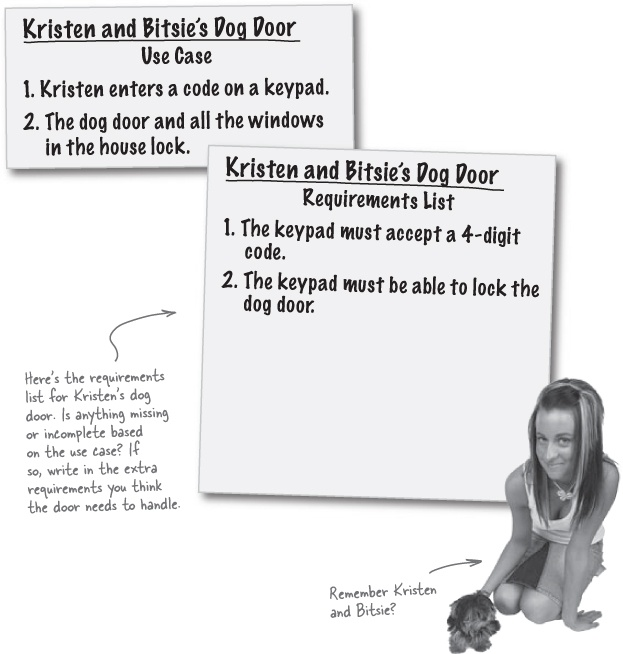 Kristen and Bitsie's Dog Door
Use Case
1. Kristen enters a code on a keypad.
2. The dog door and all the windows
in the house lock.
Kristen and Bitsie's Dog Door
Requirements List
1. The keypad must accept a 4-digit
code.
2. The keypad must be able to lock the
dog door.
Here's the requirements
list for Kristen's dog
door. Is anything missing
or incomplete based
on the use case? If
so, write in the extra
requirements you think
the door needs to handle.
Remember Kristen
and Bitsie?